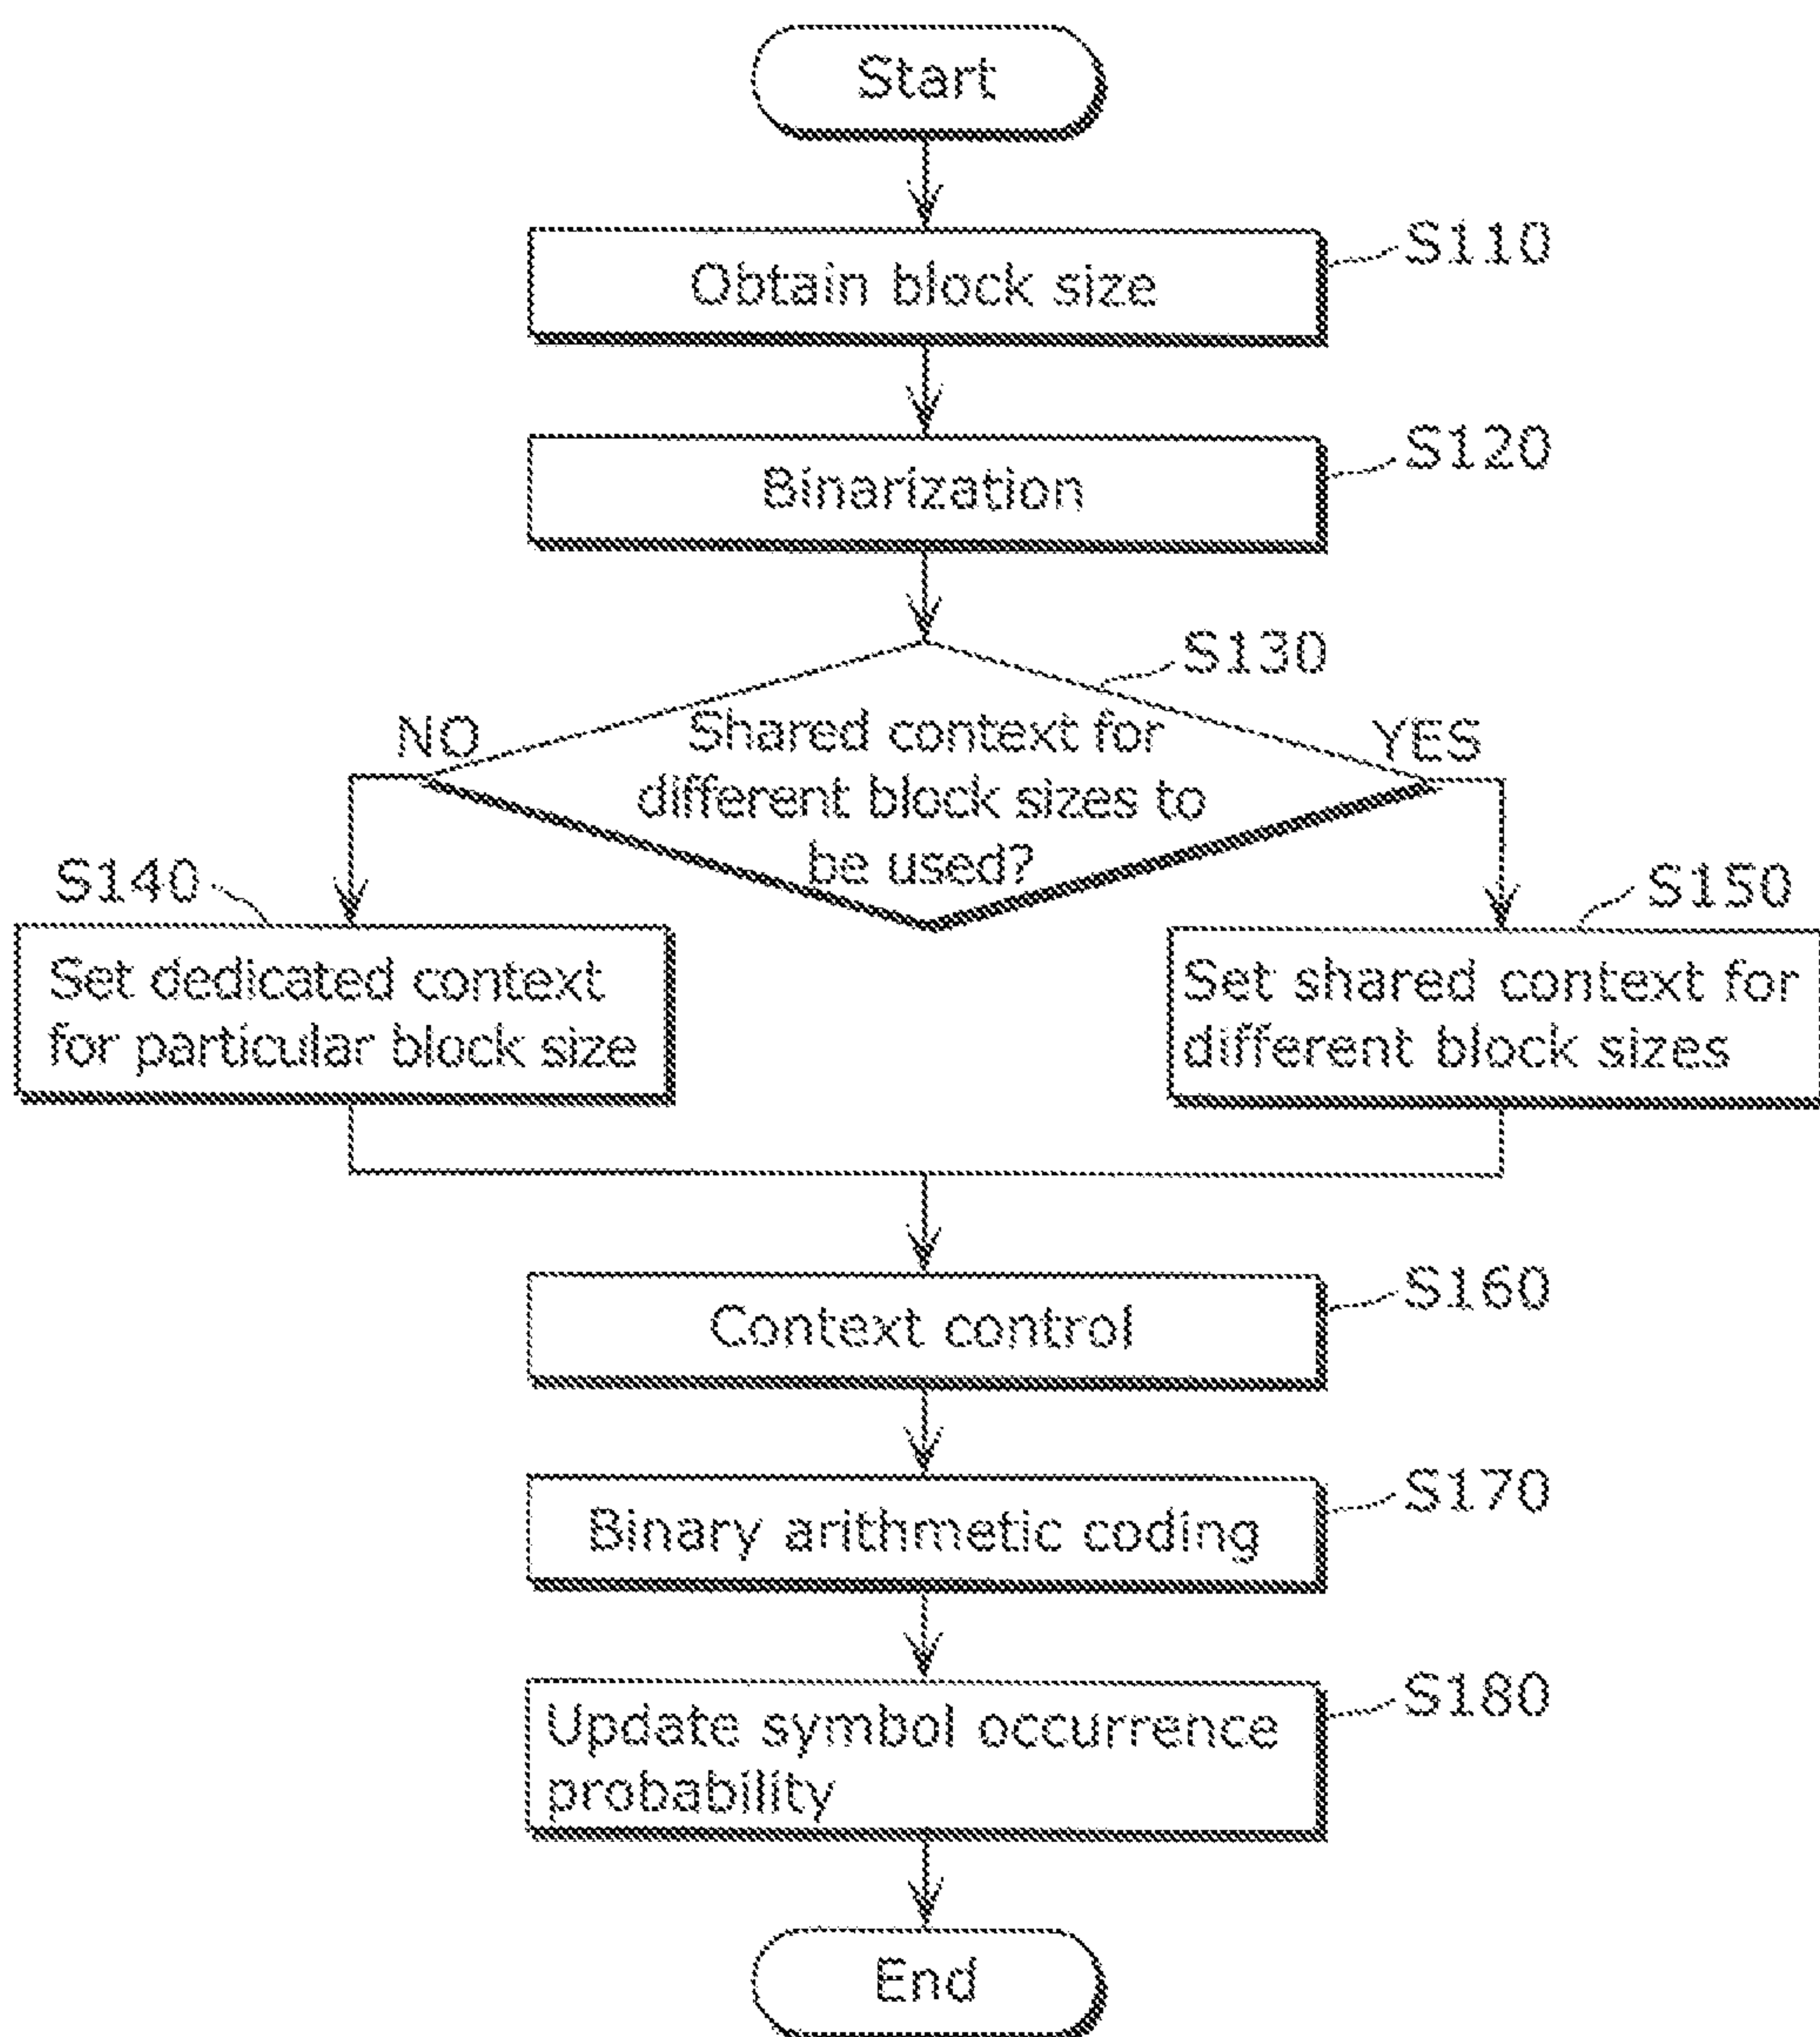 Start
S110
Obtain block size
S120
Binarization
S130
NO
YES
Shared context for
different block sizes to
be used?
S140
S150
Set dedicated context
for particular block size
Set shared context for
different block sizes
S160
Context control
S170
Binary arithmetic coding
S180
Update symbol occurrence
probability
End